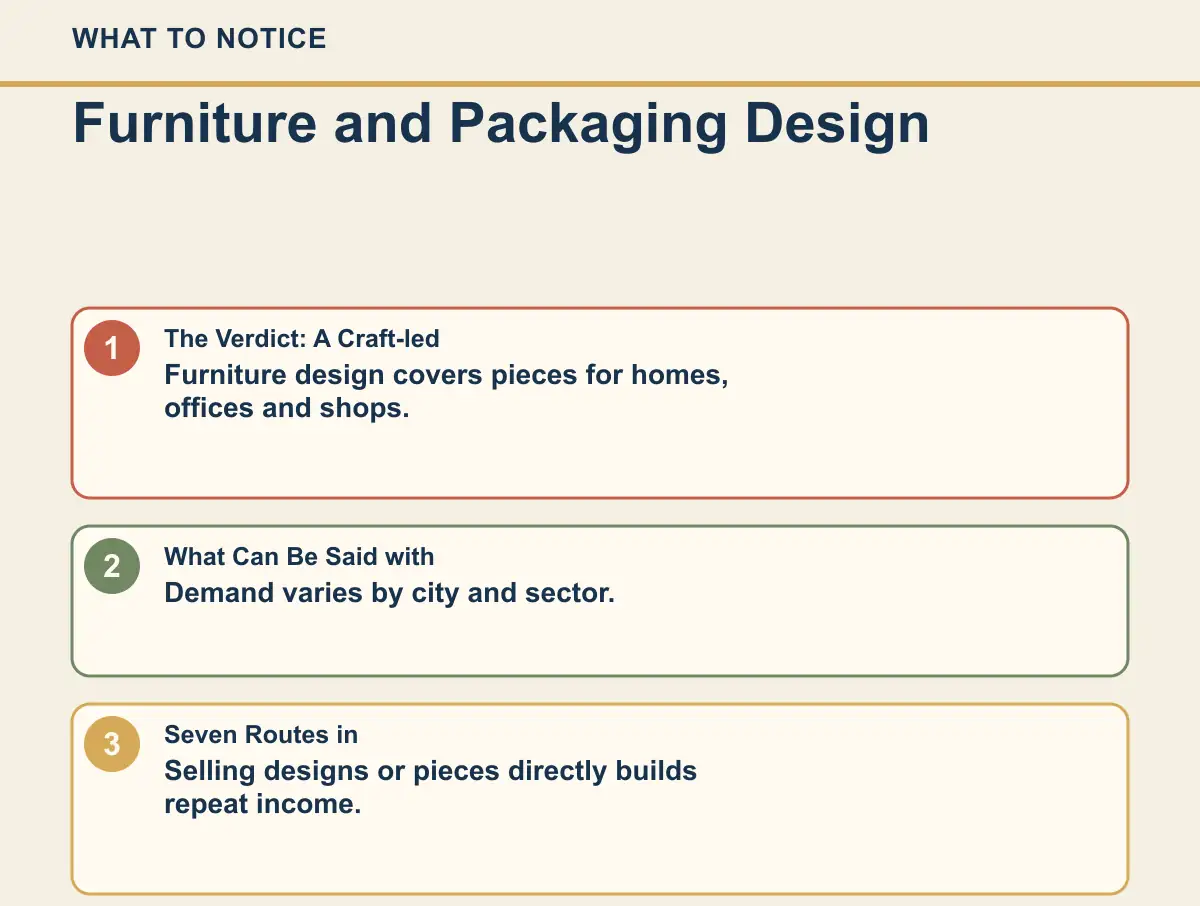 WHAT TO NOTICE
Furniture and Packaging Design
1
The Verdict: A Craft-led
Furniture design covers pieces for homes,
offices and shops.
2
What Can Be Said with
Demand varies by city and sector.
3
Seven Routes in
Selling designs or pieces directly builds
repeat income.